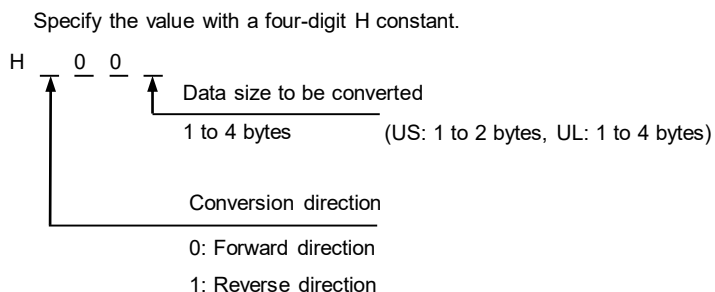 Specify the value with a four-digit H constant.
H _ 0 0 _
Data size to be converted
1 to 4 bytes (US: 1 to 2 bytes, UL: 1 to 4 bytes)
Conversion direction
0: Forward direction
1: Reverse direction